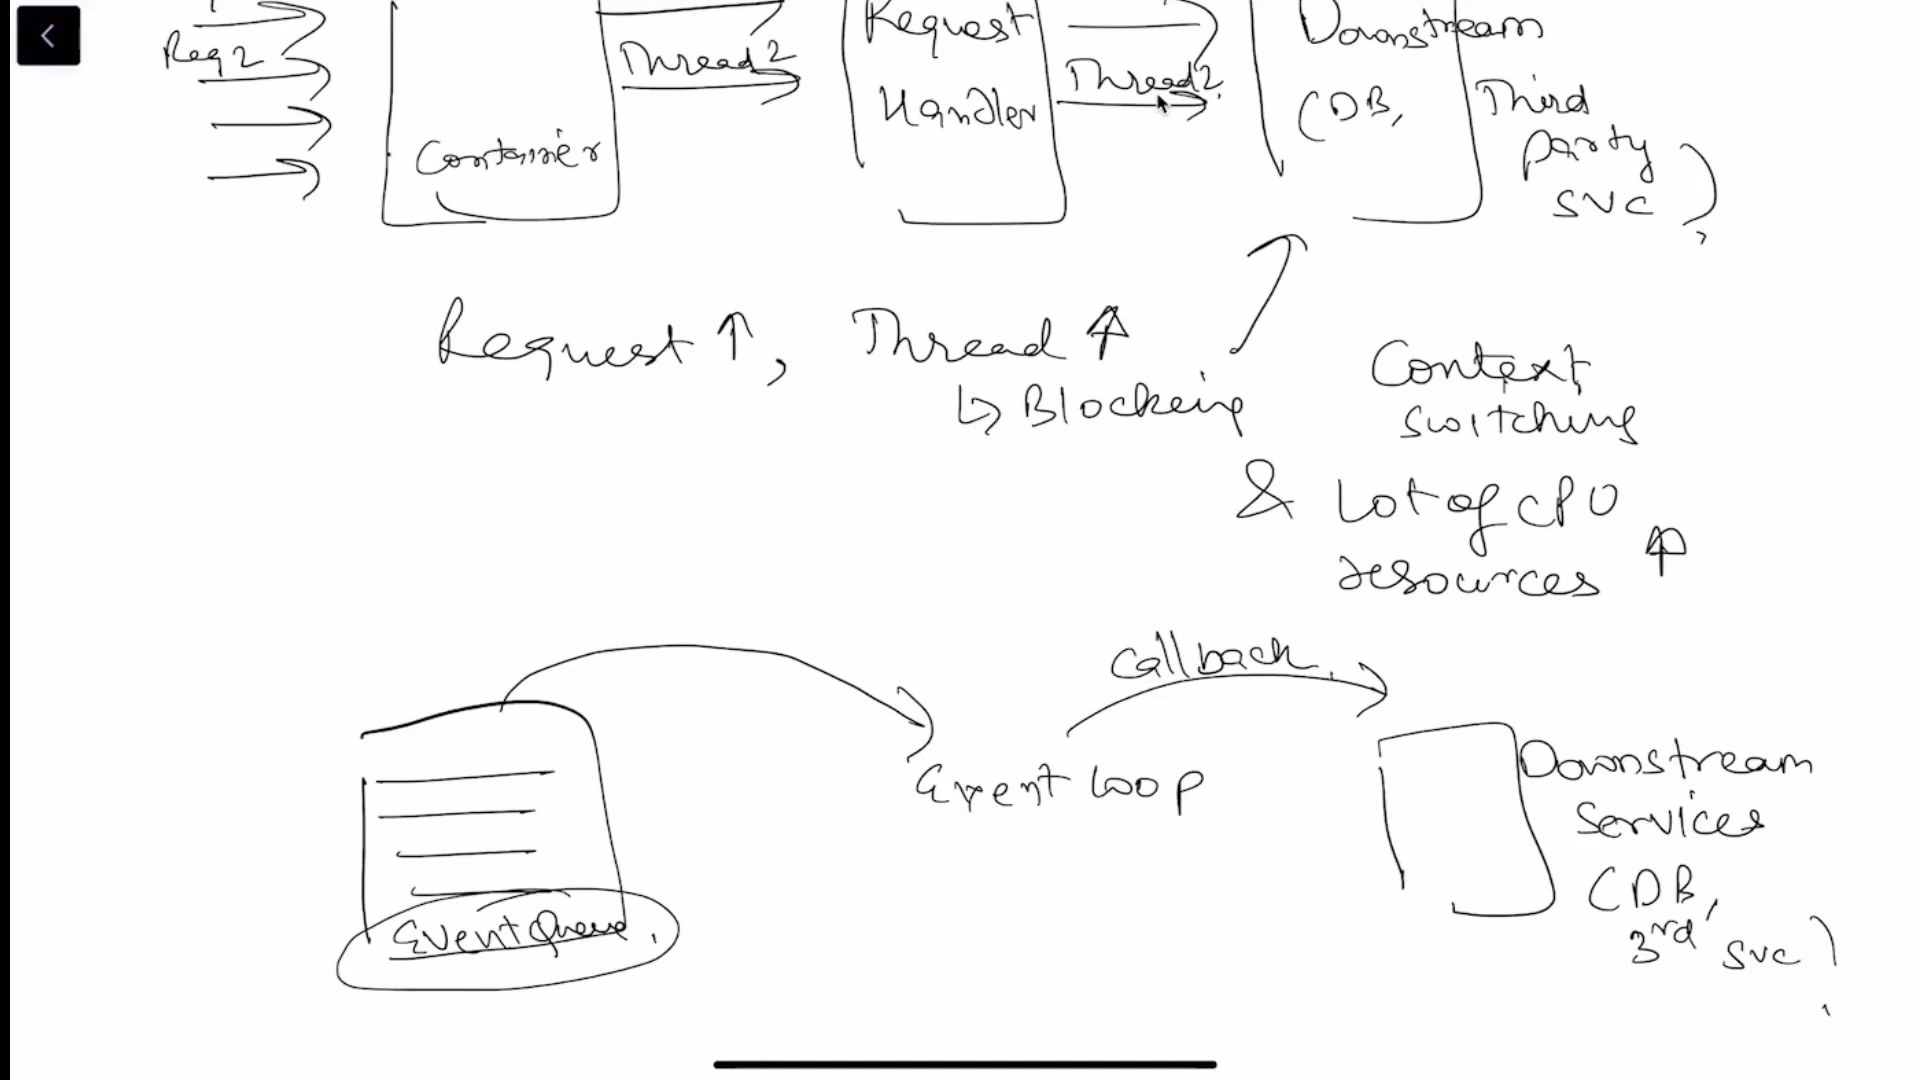 Req 2
Thread 2
Container
Request
Handler
Thread 2
Downstream
(DB,
Third
party
svc)
Request ↑, Thread ↑
↳ Blocking
Context
switching
& Lot of CPU
resources ↑
Event Queue
Event Loop
Callback
Downstream
Services
(DB,
3rd svc)